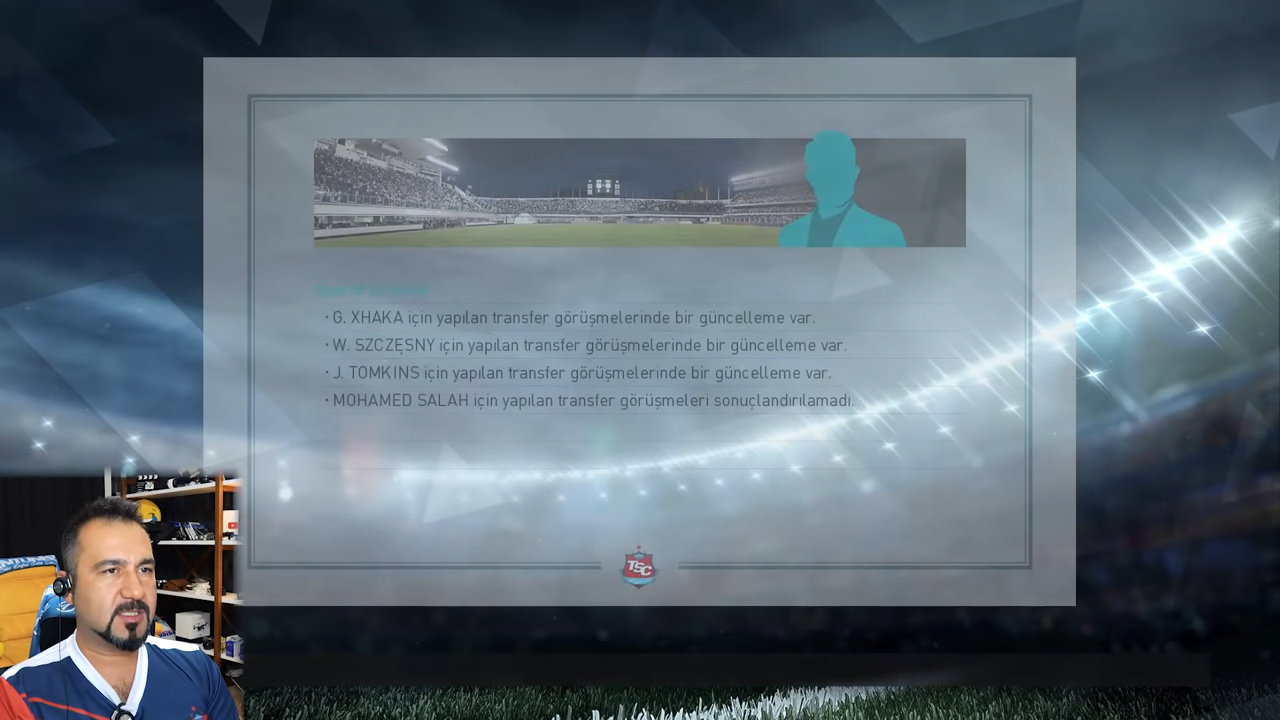 · G. XHAKA için yapılan transfer görüşmelerinde bir güncelleme var.
· W. SZCZĘSNY için yapılan transfer görüşmelerinde bir güncelleme var.
· J. TOMKINS için yapılan transfer görüşmelerinde bir güncelleme var.
· MOHAMED SALAH için yapılan transfer görüşmeleri sonuçlandırılamadı.
TSC